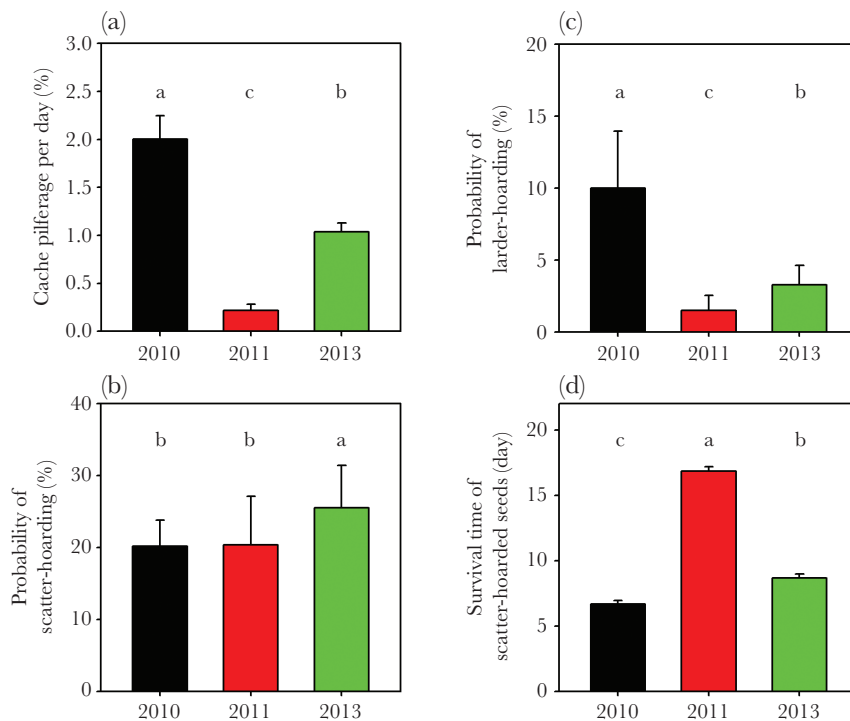 (a)
Cache pilferage per day (%)
3.0
2.5
2.0
1.5
1.0
0.5
0.0
a
c
b
2010
2011
2013
(b)
Probability of
scatter-hoarding (%)
40
30
20
10
0
b
b
a
2010
2011
2013
(c)
Probability of
larder-hoarding (%)
20
15
10
5
0
a
c
b
2010
2011
2013
(d)
Survival time of
scatter-hoarded seeds (day)
20
15
10
5
0
c
a
b
2010
2011
2013